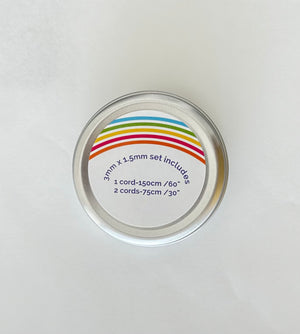 3mm x 1.5mm set includes
1 cord-150cm /60"
2 cords-75cm /30"